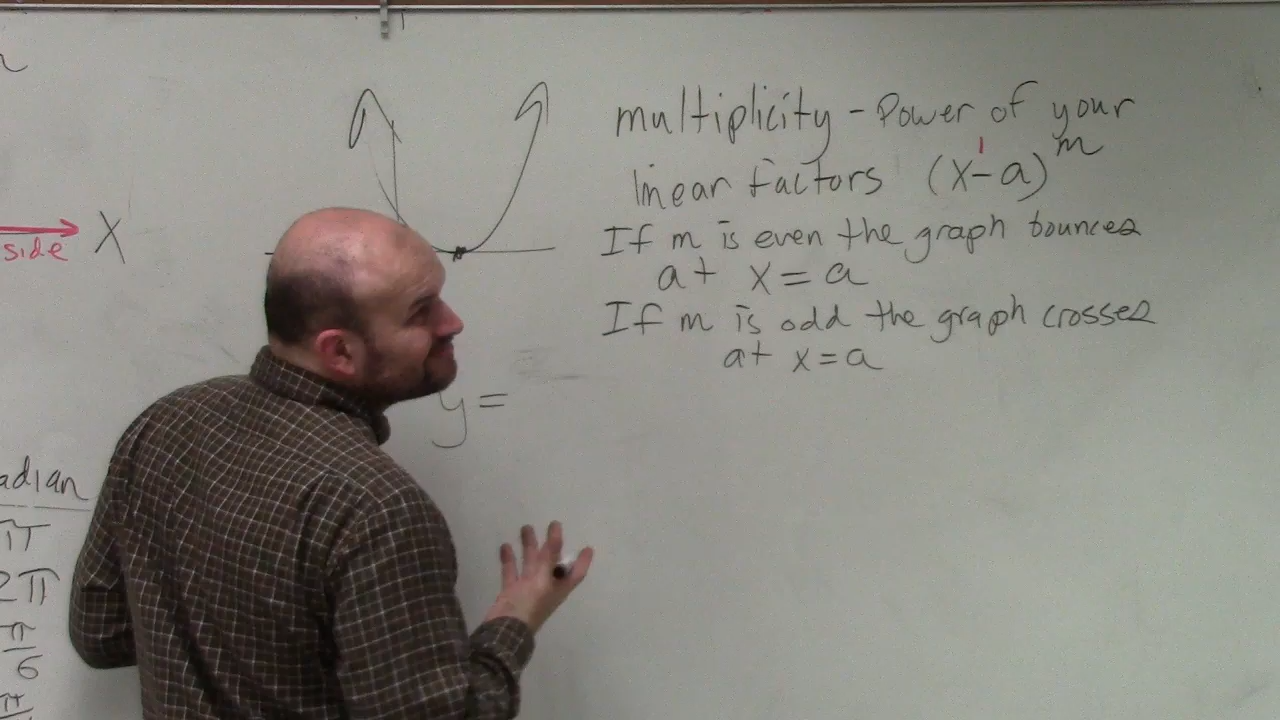 multiplicity - Power of your
linear factors (x-a)^m
If m is even the graph bounces
at x=a
If m is odd the graph crosses
at x=a
y=
side
X
adian
π
2π
π/6
π